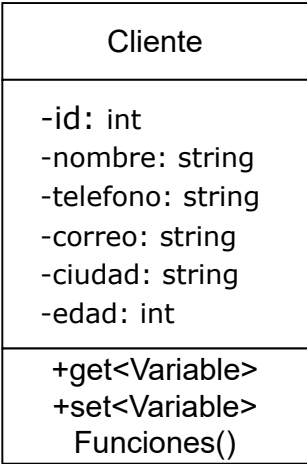 Cliente
-id: int
-nombre: string
-telefono: string
-correo: string
-ciudad: string
-edad: int
+get<Variable>
+set<Variable>
Funciones()